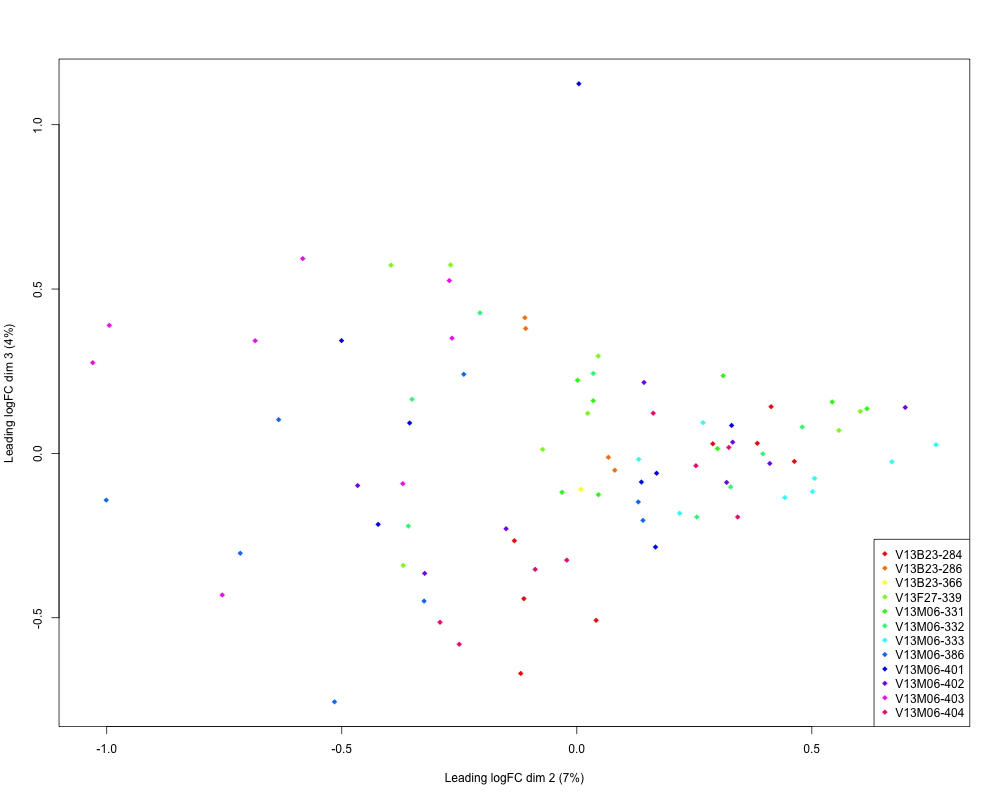 1.0
0.5
0.0
-0.5
Leading logFC dim 3 (4%)
-1.0
-0.5
0.0
0.5
Leading logFC dim 2 (7%)
V13B23-284
V13B23-286
V13B23-366
V13F27-339
V13M06-331
V13M06-332
V13M06-333
V13M06-386
V13M06-401
V13M06-402
V13M06-403
V13M06-404